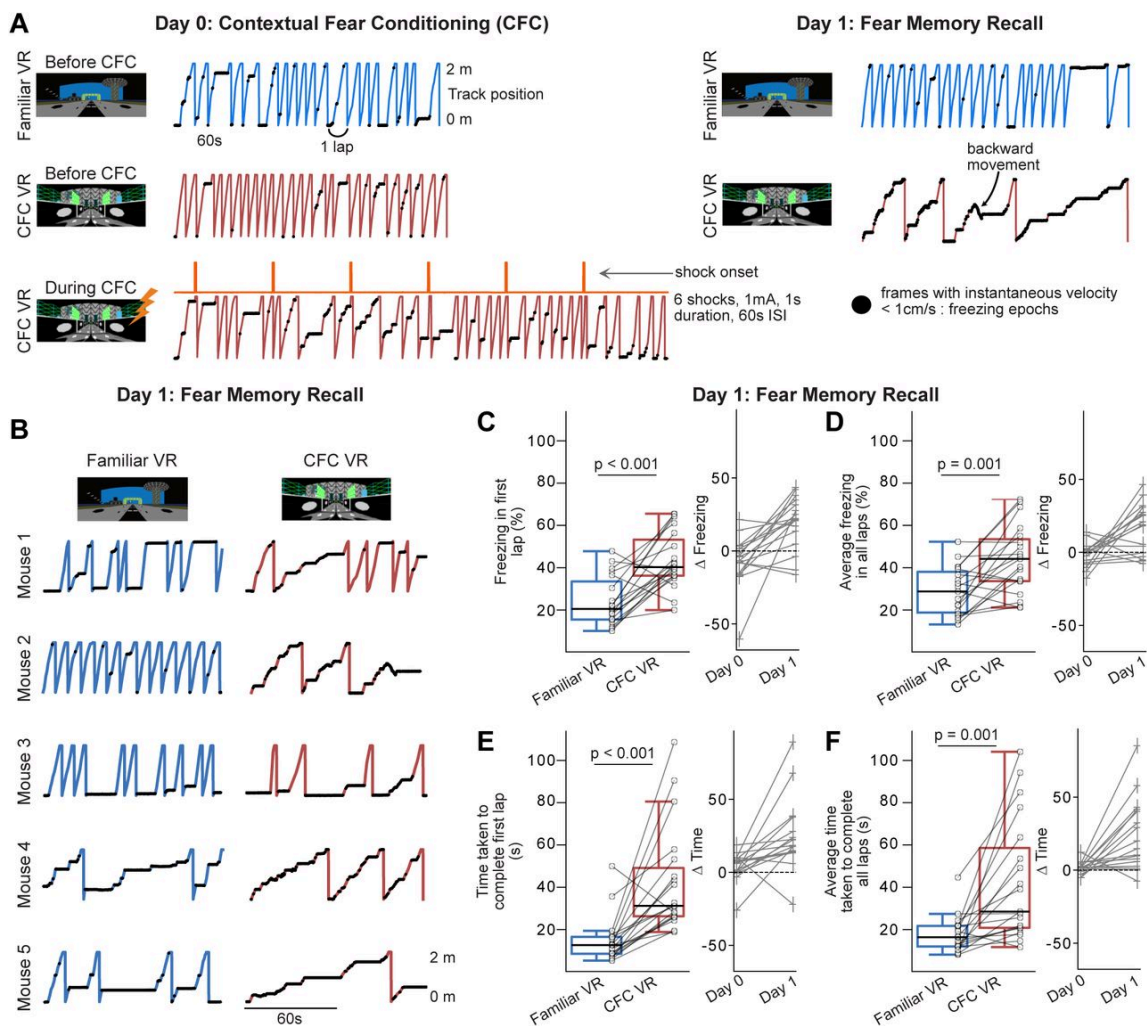 A
Day 0: Contextual Fear Conditioning (CFC)
Familiar VR
Before CFC
2 m
Track position
0 m
60s
1 lap
CFC VR
Before CFC
CFC VR
During CFC
shock onset
6 shocks, 1mA, 1s
duration, 60s ISI
Day 1: Fear Memory Recall
Familiar VR
CFC VR
backward
movement
frames with instantaneous velocity
< 1cm/s : freezing epochs
Day 1: Fear Memory Recall
B
Familiar VR
CFC VR
Mouse 1
Mouse 2
Mouse 3
Mouse 4
Mouse 5
2 m
0 m
60s
Day 1: Fear Memory Recall
C
Freezing in first
lap (%)
100
80
60
40
20
p < 0.001
Familiar VR
CFC VR
Δ Freezing
50
0
-50
Day 0
Day 1
D
Average freezing
in all laps (%)
100
80
60
40
20
p = 0.001
Familiar VR
CFC VR
Δ Freezing
50
0
-50
Day 0
Day 1
E
Time taken to
complete first lap
(s)
100
80
60
40
20
p < 0.001
Familiar VR
CFC VR
Δ Time
50
0
-50
Day 0
Day 1
F
Average time
taken to complete
all laps (s)
100
80
60
40
20
p = 0.001
Familiar VR
CFC VR
Δ Time
50
0
-50
Day 0
Day 1